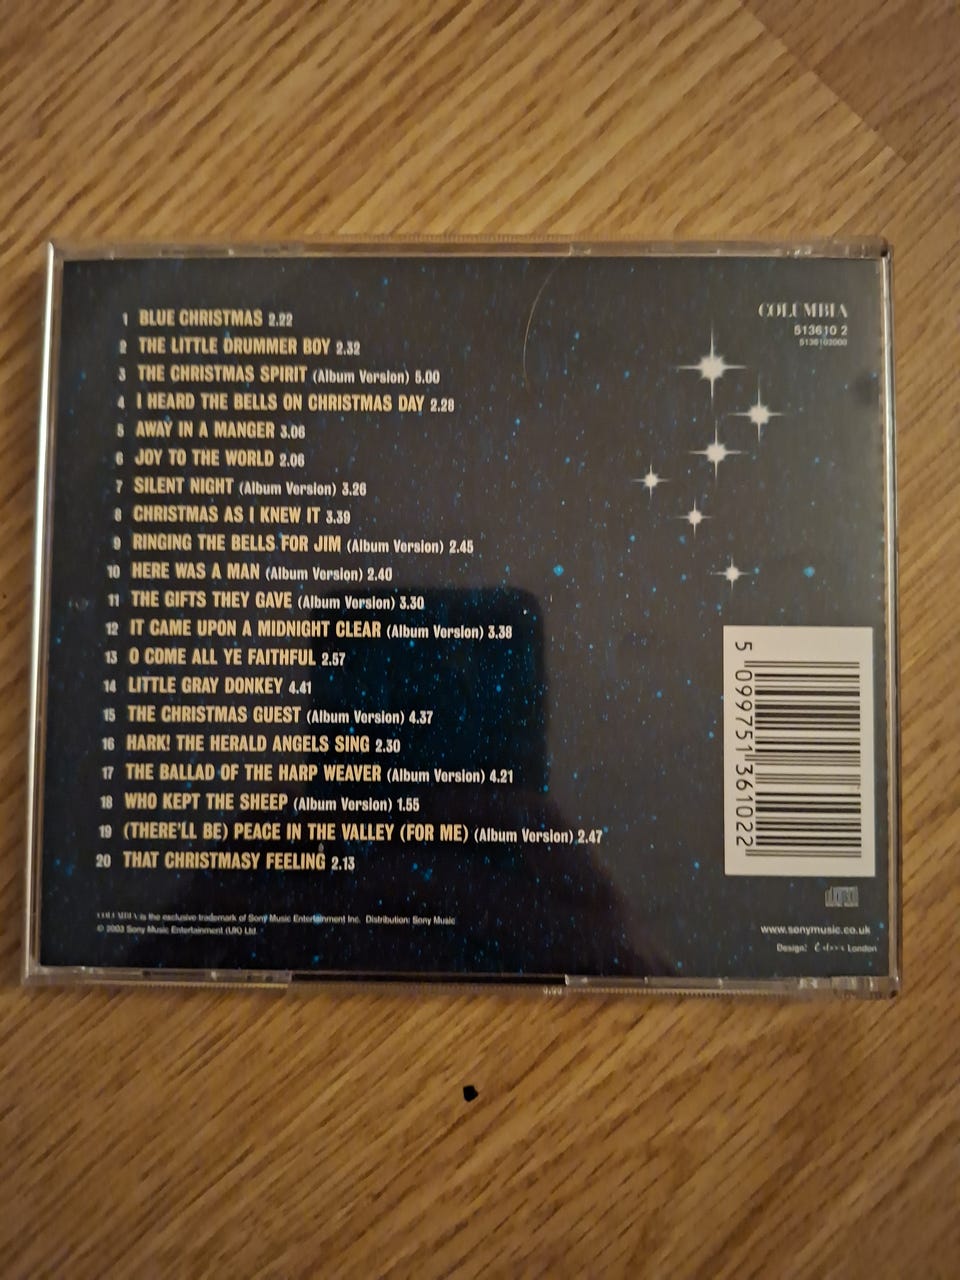 1 BLUE CHRISTMAS 2.22
2 THE LITTLE DRUMMER BOY 2.32
3 THE CHRISTMAS SPIRIT (Album Version) 5.00
4 I HEARD THE BELLS ON CHRISTMAS DAY 2.28
5 AWAY IN A MANGER 3.06
6 JOY TO THE WORLD 2.06
7 SILENT NIGHT (Album Version) 3.26
8 CHRISTMAS AS I KNEW IT 3.39
9 RINGING THE BELLS FOR JIM (Album Version) 2.45
10 HERE WAS A MAN (Album Version) 2.40
11 THE GIFTS THEY GAVE (Album Version) 3.30
12 IT CAME UPON A MIDNIGHT CLEAR (Album Version) 3.38
13 O COME ALL YE FAITHFUL 2.57
14 LITTLE GRAY DONKEY 4.41
15 THE CHRISTMAS GUEST (Album Version) 4.37
16 HARK! THE HERALD ANGELS SING 2.30
17 THE BALLAD OF THE HARP WEAVER (Album Version) 4.21
18 WHO KEPT THE SHEEP (Album Version) 1.55
19 (THERE'LL BE) PEACE IN THE VALLEY (FOR ME) (Album Version) 2.47
20 THAT CHRISTMASY FEELING 2.13
COLUMBIA is the exclusive trademark of Sony Music Entertainment Inc. Distribution: Sony Music
© 2003 Sony Music Entertainment (UK) Ltd.
COLUMBIA
513610 2
5136102000
5 099751 361022
www.sonymusic.co.uk
Design: London